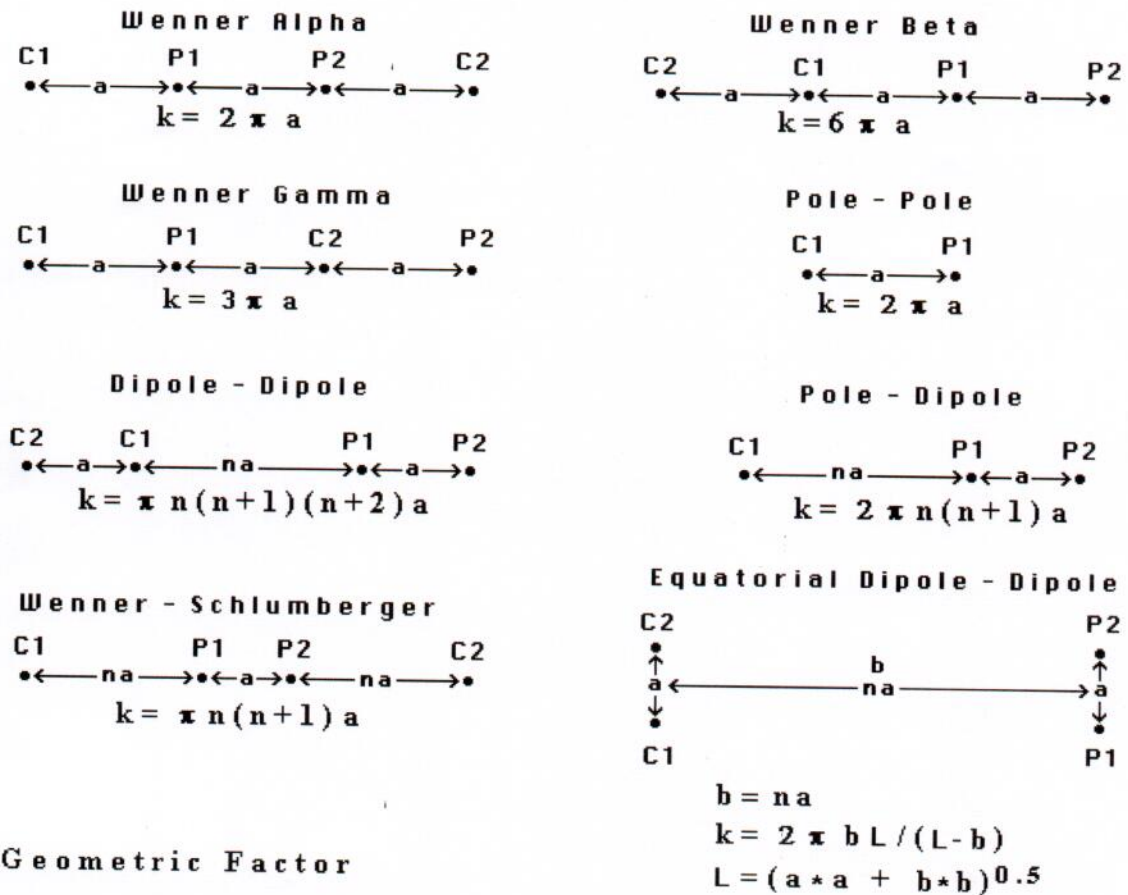 Wenner Alpha
C1 P1 P2 C2
a a a
k = 2 π a
Wenner Beta
C2 C1 P1 P2
a a a
k=6 π a
Wenner Gamma
C1 P1 C2 P2
a a a
k = 3 π a
Pole - Pole
C1 P1
a
k = 2 π a
Dipole - Dipole
C2 C1 P1 P2
a na a
k = π n(n+1)(n+2)a
Pole - Dipole
C1 P1 P2
na a
k = 2 π n(n+1)a
Wenner - Schlumberger
C1 P1 P2 C2
na a na
k = π n(n+1)a
Equatorial Dipole - Dipole
C2 P2
b
a na a
C1 P1
b = na
k = 2 π b L/(L-b)
L = (a*a + b*b)^0.5
Geometric Factor